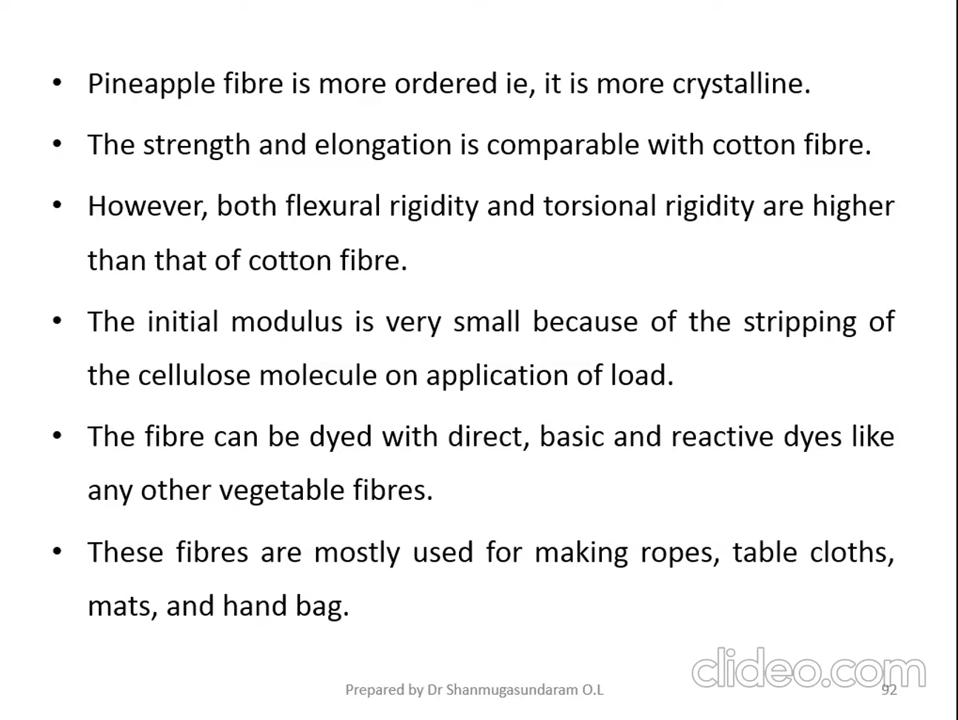 • Pineapple fibre is more ordered ie, it is more crystalline.
• The strength and elongation is comparable with cotton fibre.
• However, both flexural rigidity and torsional rigidity are higher
than that of cotton fibre.
• The initial modulus is very small because of the stripping of
the cellulose molecule on application of load.
• The fibre can be dyed with direct, basic and reactive dyes like
any other vegetable fibres.
• These fibres are mostly used for making ropes, table cloths,
mats, and hand bag.
clideo.com
Prepared by Dr Shanmugasundaram O.L 92